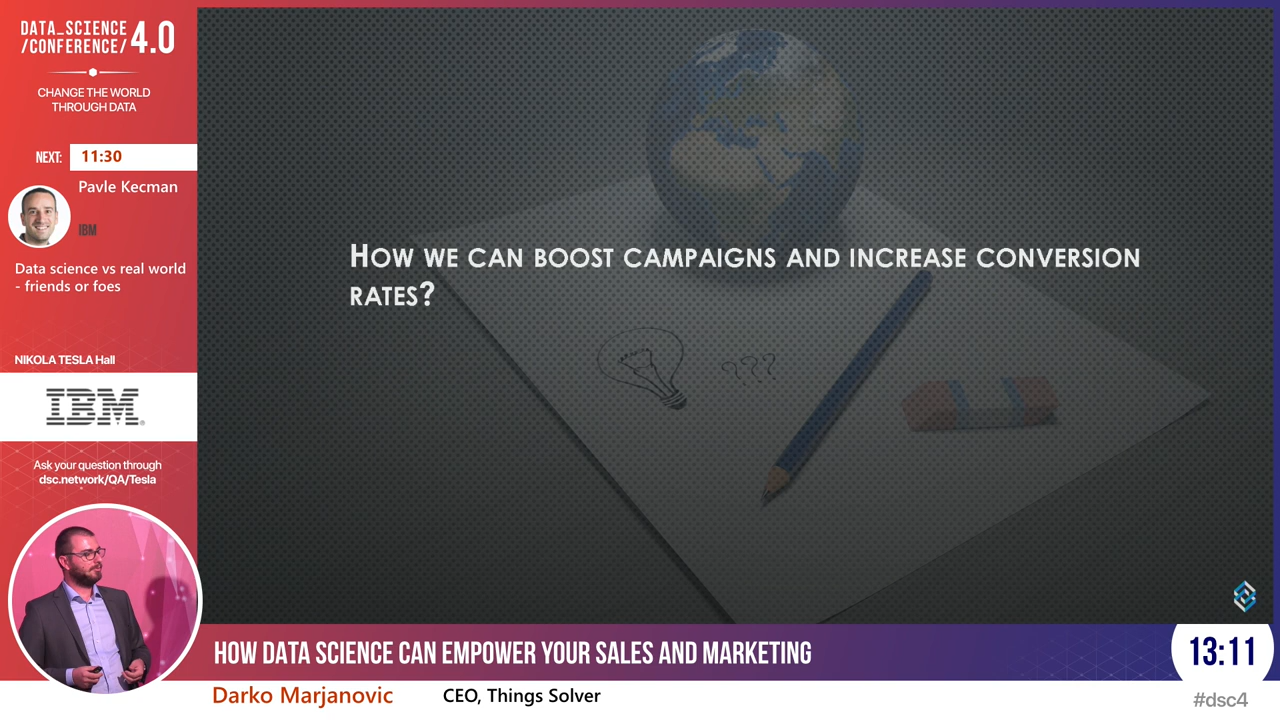 DATA_SCIENCE
/CONFERENCE/ 4.0
CHANGE THE WORLD
THROUGH DATA
NEXT: 11:30
Pavle Kecman
IBM
Data science vs real world
- friends or foes
NIKOLA TESLA Hall
IBM
Ask your question through
dsc.network/QA/Tesla
HOW WE CAN BOOST CAMPAIGNS AND INCREASE CONVERSION
RATES?
???
HOW DATA SCIENCE CAN EMPOWER YOUR SALES AND MARKETING
13:11
Darko Marjanovic CEO, Things Solver
#dsc4